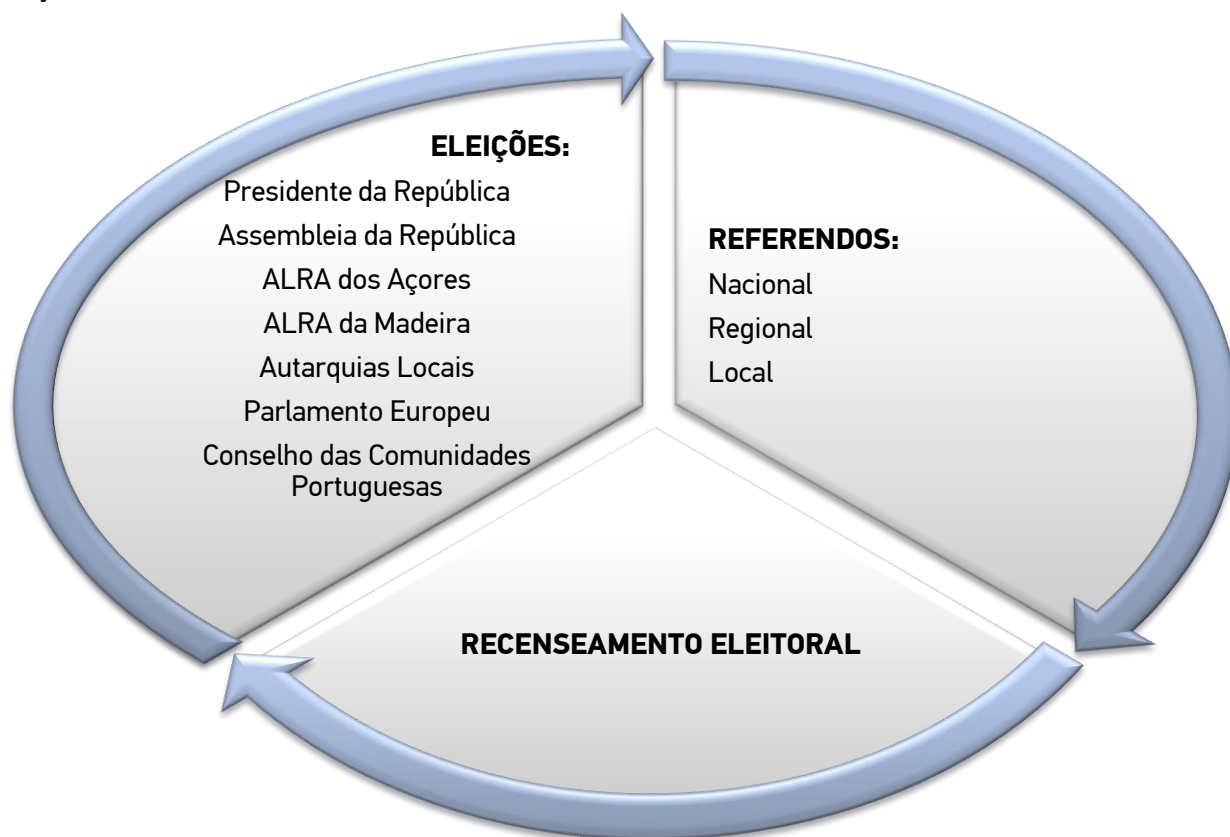 ELEIÇÕES:
Presidente da República
Assembleia da República
ALRA dos Açores
ALRA da Madeira
Autarquias Locais
Parlamento Europeu
Conselho das Comunidades
Portuguesas
REFERENDOS:
Nacional
Regional
Local
RECENSEAMENTO ELEITORAL